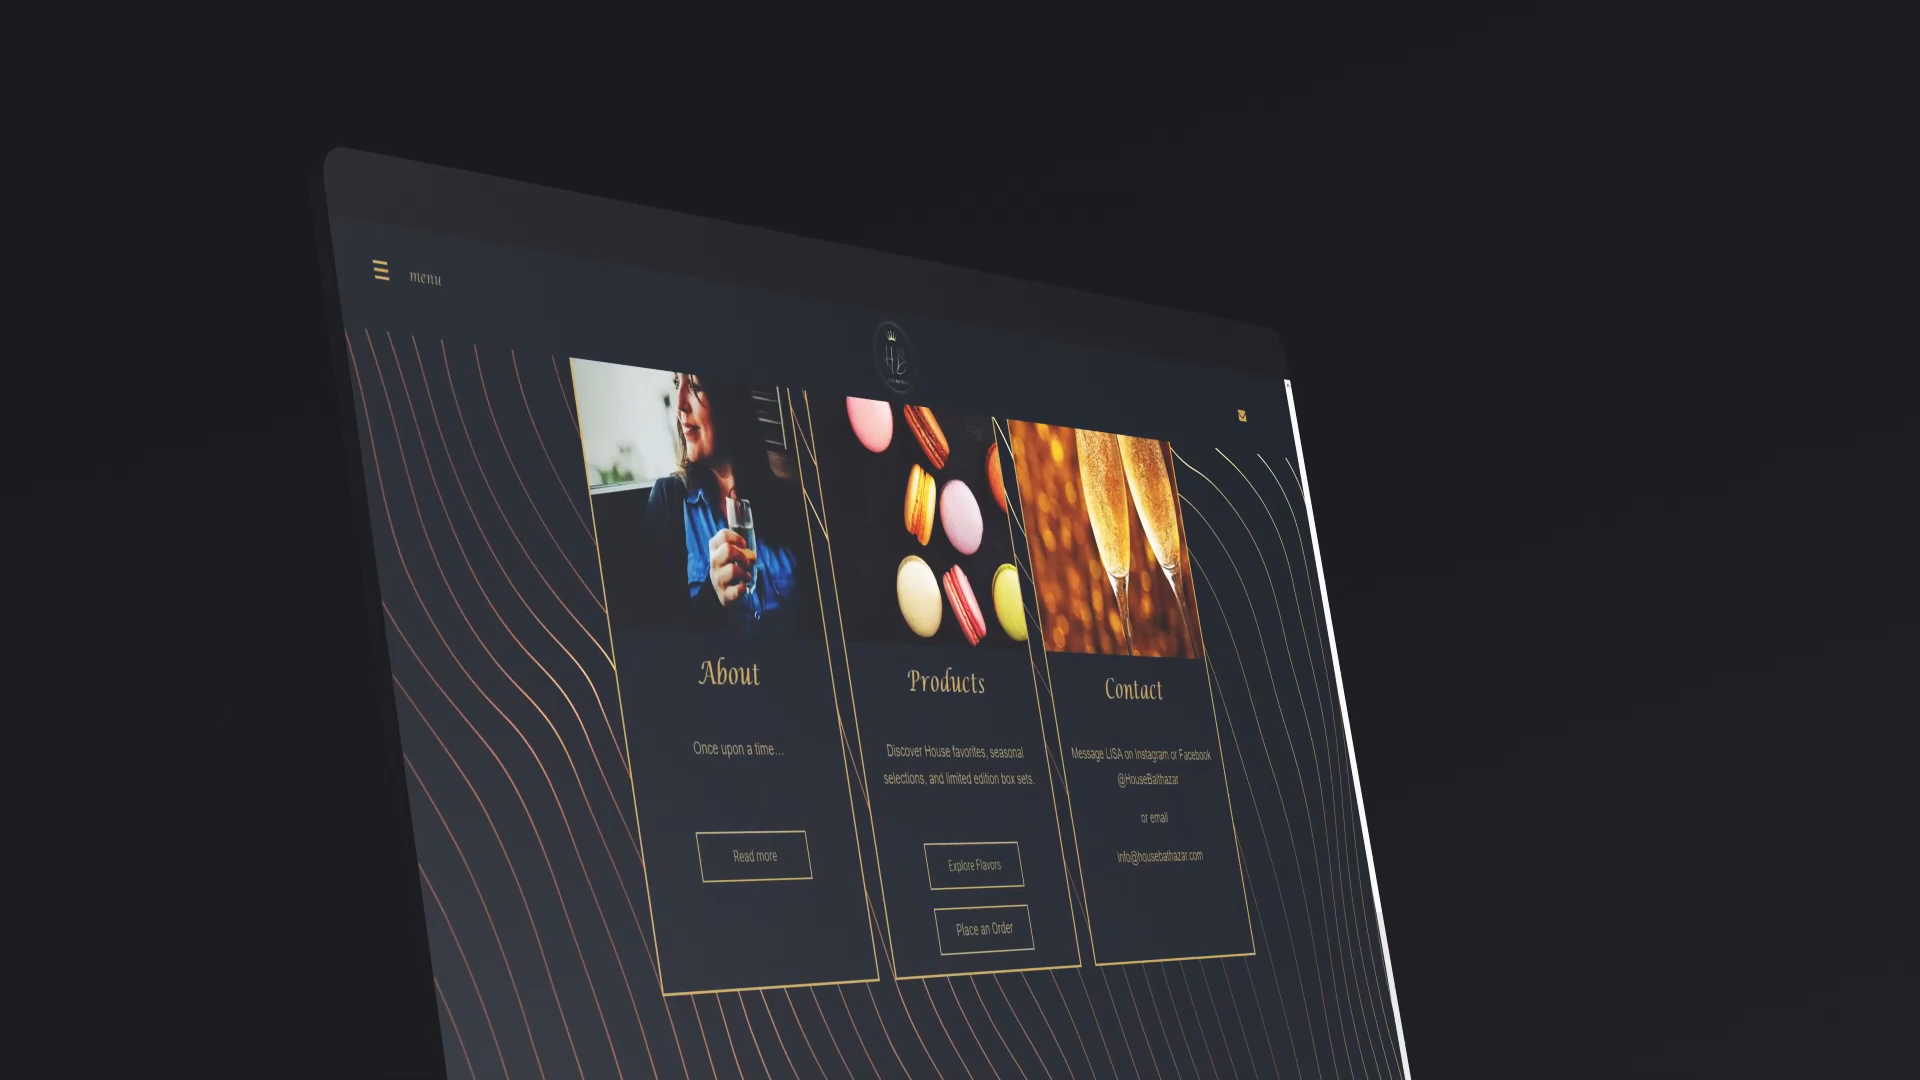 menu
HB
About
Once upon a time...
Read more
Products
Discover House favorites, seasonal
selections, and limited edition box sets.
Explore Flavors
Place an Order
Contact
Message LISA on Instagram or Facebook
@HouseBalthazar
or email
info@housebalthazar.com